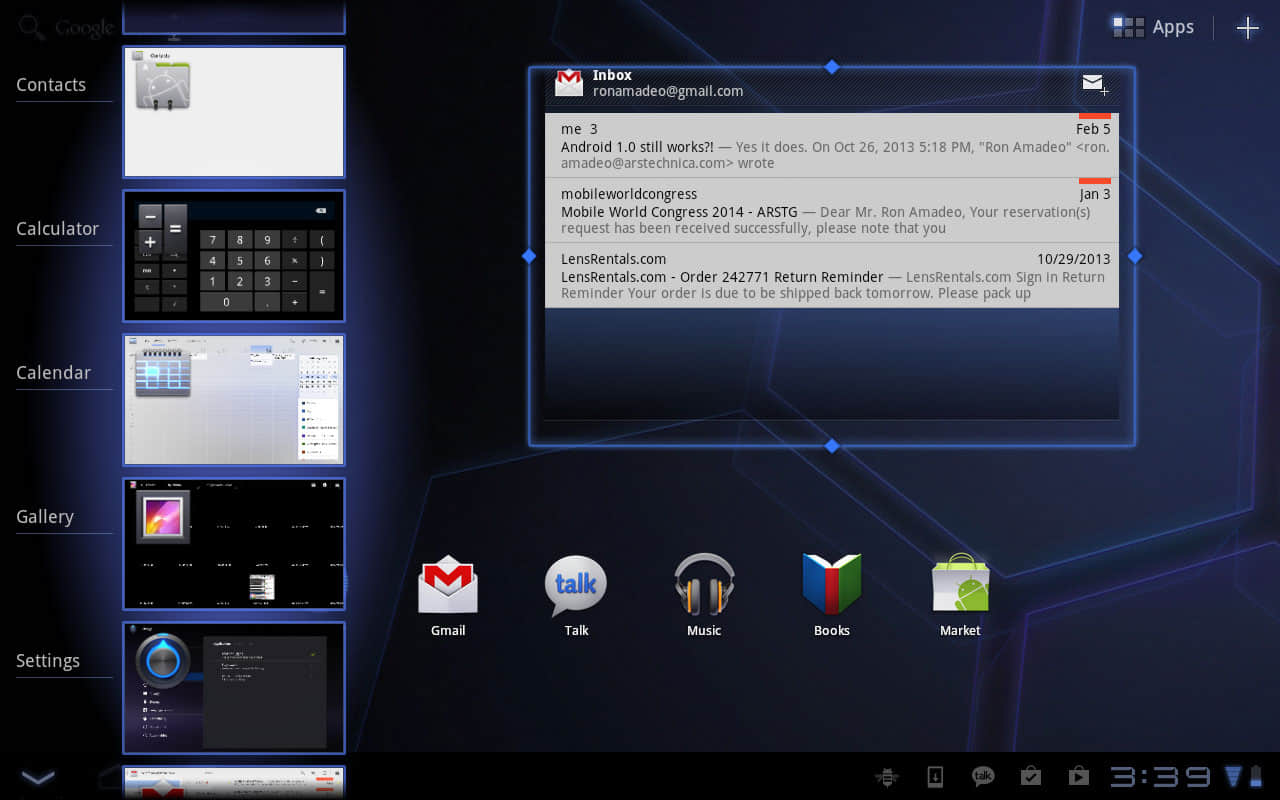 Google
Apps
Contacts
Contacts
Calculator
7 8 9 ÷ (
4 5 6 × )
1 2 3 − =
0 . +
Calendar
Gallery
Settings
Inbox
ronamadeo@gmail.com
me 3 Feb 5
Android 1.0 still works?! — Yes it does. On Oct 26, 2013 5:18 PM, "Ron Amadeo" <ron.
amadeo@arstechnica.com> wrote
mobileworldcongress Jan 3
Mobile World Congress 2014 - ARSTG — Dear Mr. Ron Amadeo, Your reservation(s)
request has been received successfully, please note that you
LensRentals.com 10/29/2013
LensRentals.com - Order 242771 Return Reminder — LensRentals.com Sign in Return
Reminder Your order is due to be shipped back tomorrow. Please pack up
talk
Gmail Talk Music Books Market
talk
3:39